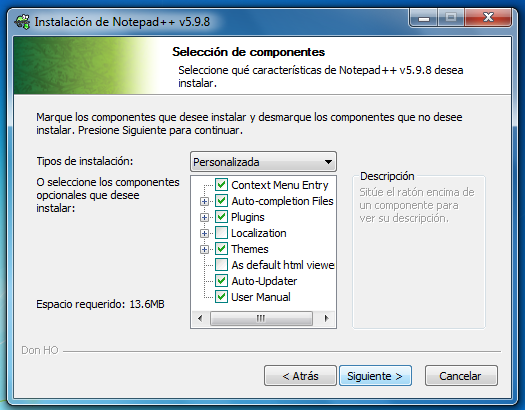 Instalación de Notepad++ v5.9.8
Selección de componentes
Seleccione qué características de Notepad++ v5.9.8 desea
instalar.
Marque los componentes que desee instalar y desmarque los componentes que no desee
instalar. Presione Siguiente para continuar.
Tipos de instalación:
Personalizada
O seleccione los componentes
opcionales que desee
instalar:
Context Menu Entry
Auto-completion Files
Plugins
Localization
Themes
As default html viewe
Auto-Updater
User Manual
Descripción
Sitúe el ratón encima de
un componente para
ver su descripción.
Espacio requerido: 13.6MB
Don HO
< Atrás
Siguiente >
Cancelar